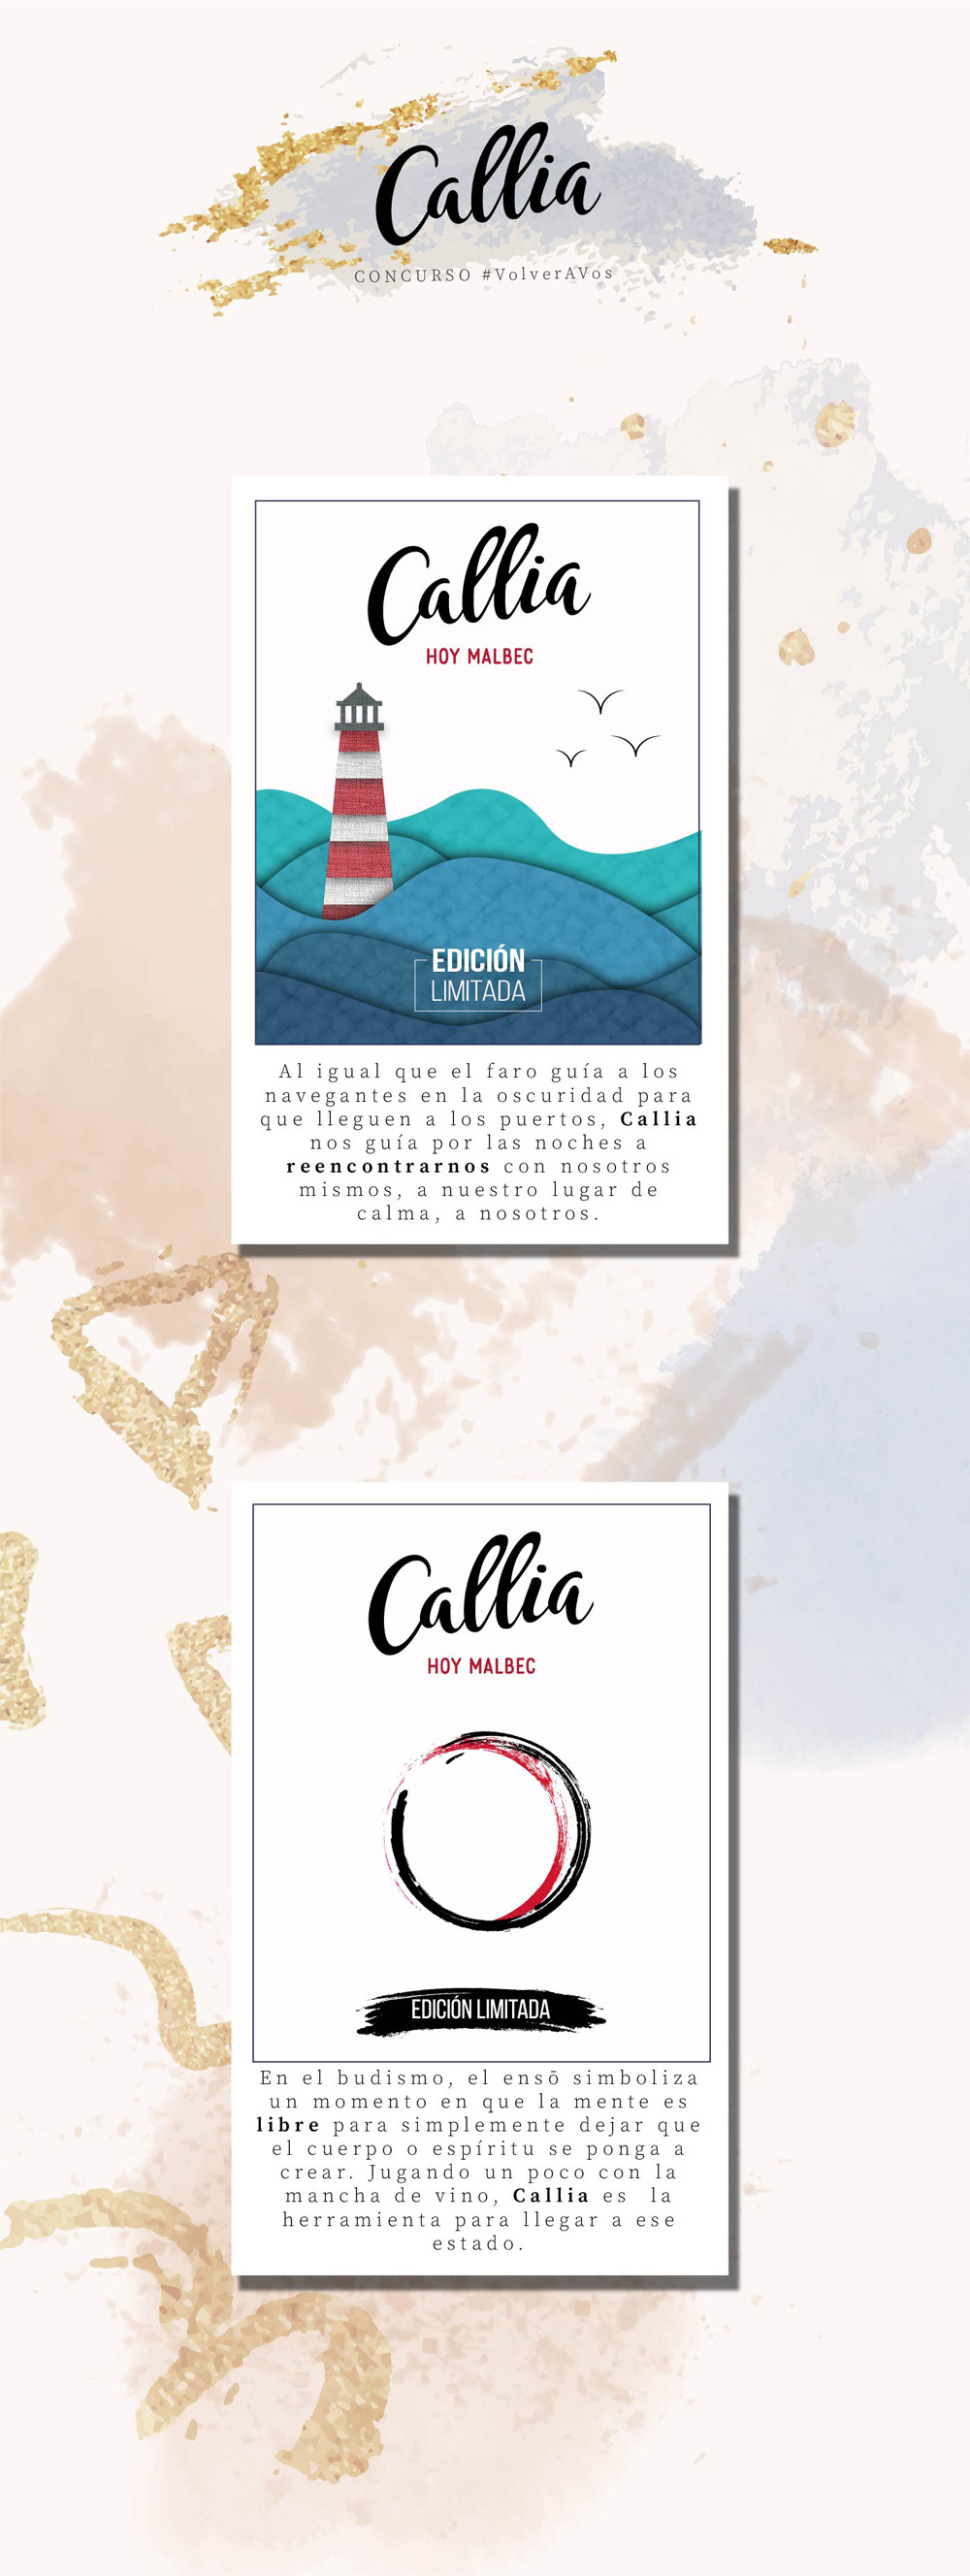 Callia
CONCURSO #VolverAVos
Callia
HOY MALBEC
EDICIÓN
LIMITADA
Al igual que el faro guía a los
navegantes en la oscuridad para
que lleguen a los puertos, Callia
nos guía por las noches a
reencontrarnos con nosotros
mismos, a nuestro lugar de
calma, a nosotros.
Callia
HOY MALBEC
EDICIÓN LIMITADA
En el budismo, el ensō simboliza
un momento en que la mente es
libre para simplemente dejar que
el cuerpo o espíritu se ponga a
crear. Jugando un poco con la
mancha de vino, Callia es  la
herramienta para llegar a ese
estado.